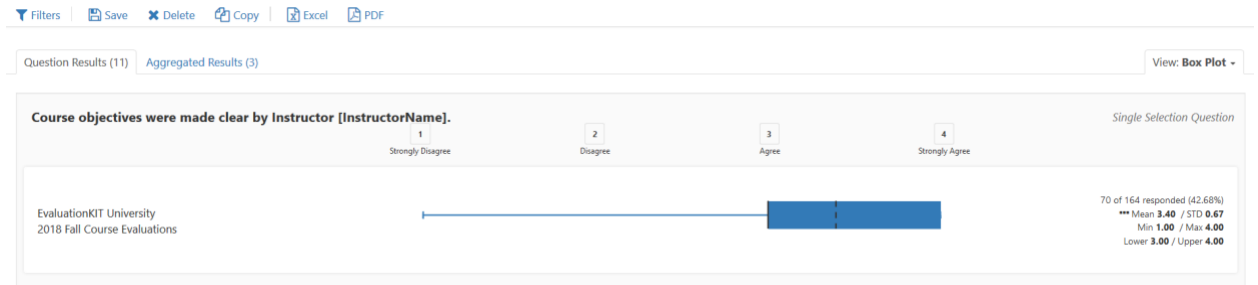 Filters Save Delete Copy Excel PDF
Question Results (11) Aggregated Results (3) View: Box Plot
Course objectives were made clear by Instructor [InstructorName]. Single Selection Question
1 2 3 4
Strongly Disagree Disagree Agree Strongly Agree
EvaluationKIT University
2018 Fall Course Evaluations
70 of 164 responded (42.68%)
*** Mean 3.40 / STD 0.67
Min 1.00 / Max 4.00
Lower 3.00 / Upper 4.00